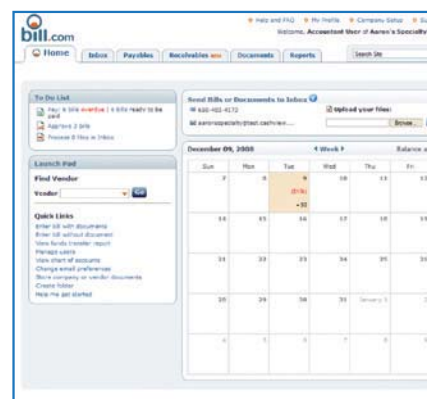 bill.com
Help and FAQ My Profile Company Setup
Welcome, Accountant User of Aaron's Specialty
Home Inbox Payables Receivables Documents Reports
Search Site
To Do List
Pay: 4 bills overdue | 6 bills ready to be
paid
Approve 2 bills
Process 8 files in Inbox
Send Bills or Documents to Inbox
Upload your files:
Browse...
Launch Pad
Find Vendor
Vendor Go
Quick Links
Enter bill with documents
Enter bill without document
View funds transfer report
Manage users
View chart of accounts
Change email preferences
Store company or vendor documents
Create folder
Help me get started
December 09, 2008 Week Balance
Sun Mon Tue Wed Thu Fri
7 8 9 10 11 12
14 15 16 17 18 19
21 22 23 24 25 26
28 29 30 31 January 1 2
4 5 6 7 8 9